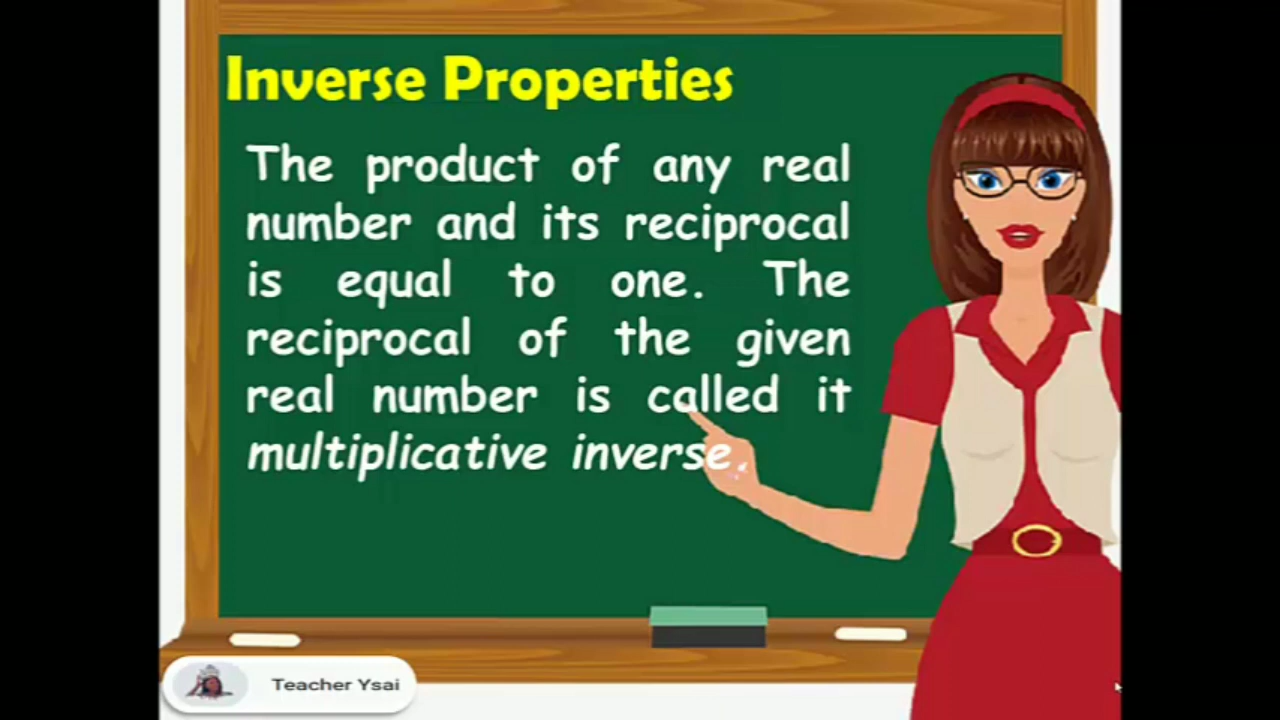 Inverse Properties
The product of any real
number and its reciprocal
is equal to one. The
reciprocal of the given
real number is called it
multiplicative inverse.
Teacher Ysai